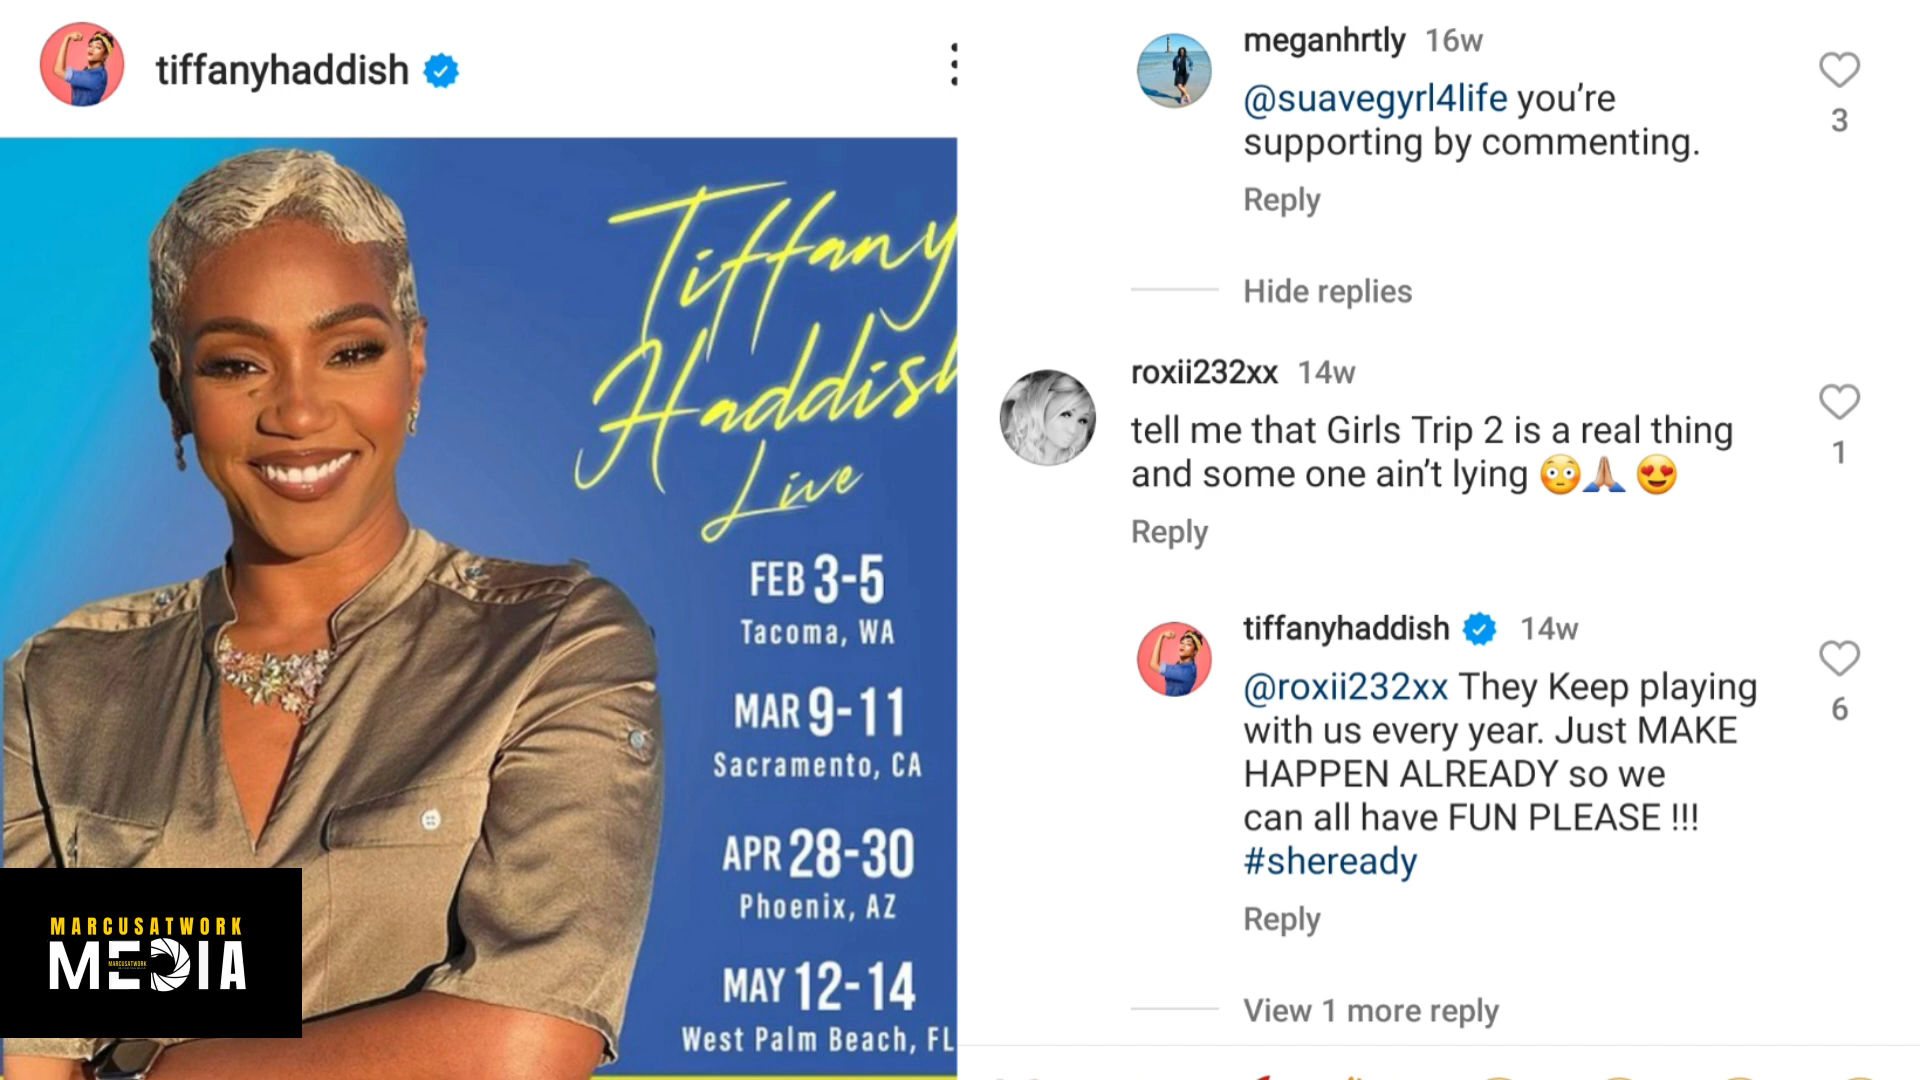 tiffanyhaddish
Tiffany
Haddish
Live
FEB 3-5
Tacoma, WA
MAR 9-11
Sacramento, CA
APR 28-30
Phoenix, AZ
MAY 12-14
West Palm Beach, FL
MARCUSATWORK
MEDIA
MARCUSATWORK
meganhrtly 16w
@suavegyrl4life you’re
supporting by commenting.
3
Reply
Hide replies
roxii232xx 14w
tell me that Girls Trip 2 is a real thing
and some one ain’t lying 😳🙏🏽😍
1
Reply
tiffanyhaddish 14w
@roxii232xx They Keep playing
with us every year. Just MAKE
HAPPEN ALREADY so we
can all have FUN PLEASE !!!
#sheready
6
Reply
View 1 more reply